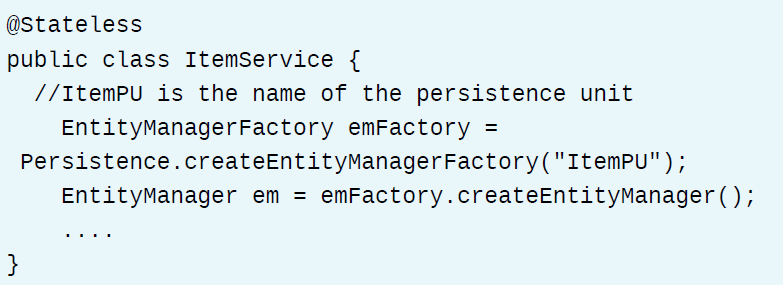 @Stateless
public class ItemService {
//ItemPU is the name of the persistence unit
EntityManagerFactory emFactory =
Persistence.createEntityManagerFactory("ItemPU");
EntityManager em = emFactory.createEntityManager();
....
}